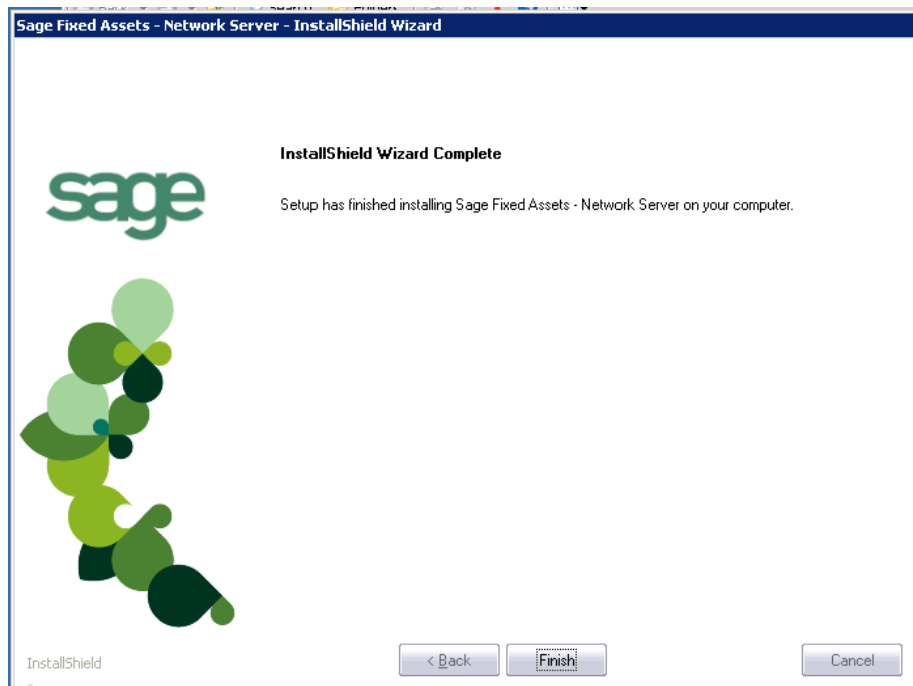 Sage Fixed Assets - Network Server - InstallShield Wizard
InstallShield Wizard Complete
sage
Setup has finished installing Sage Fixed Assets - Network Server on your computer.
InstallShield
< Back
Finish
Cancel